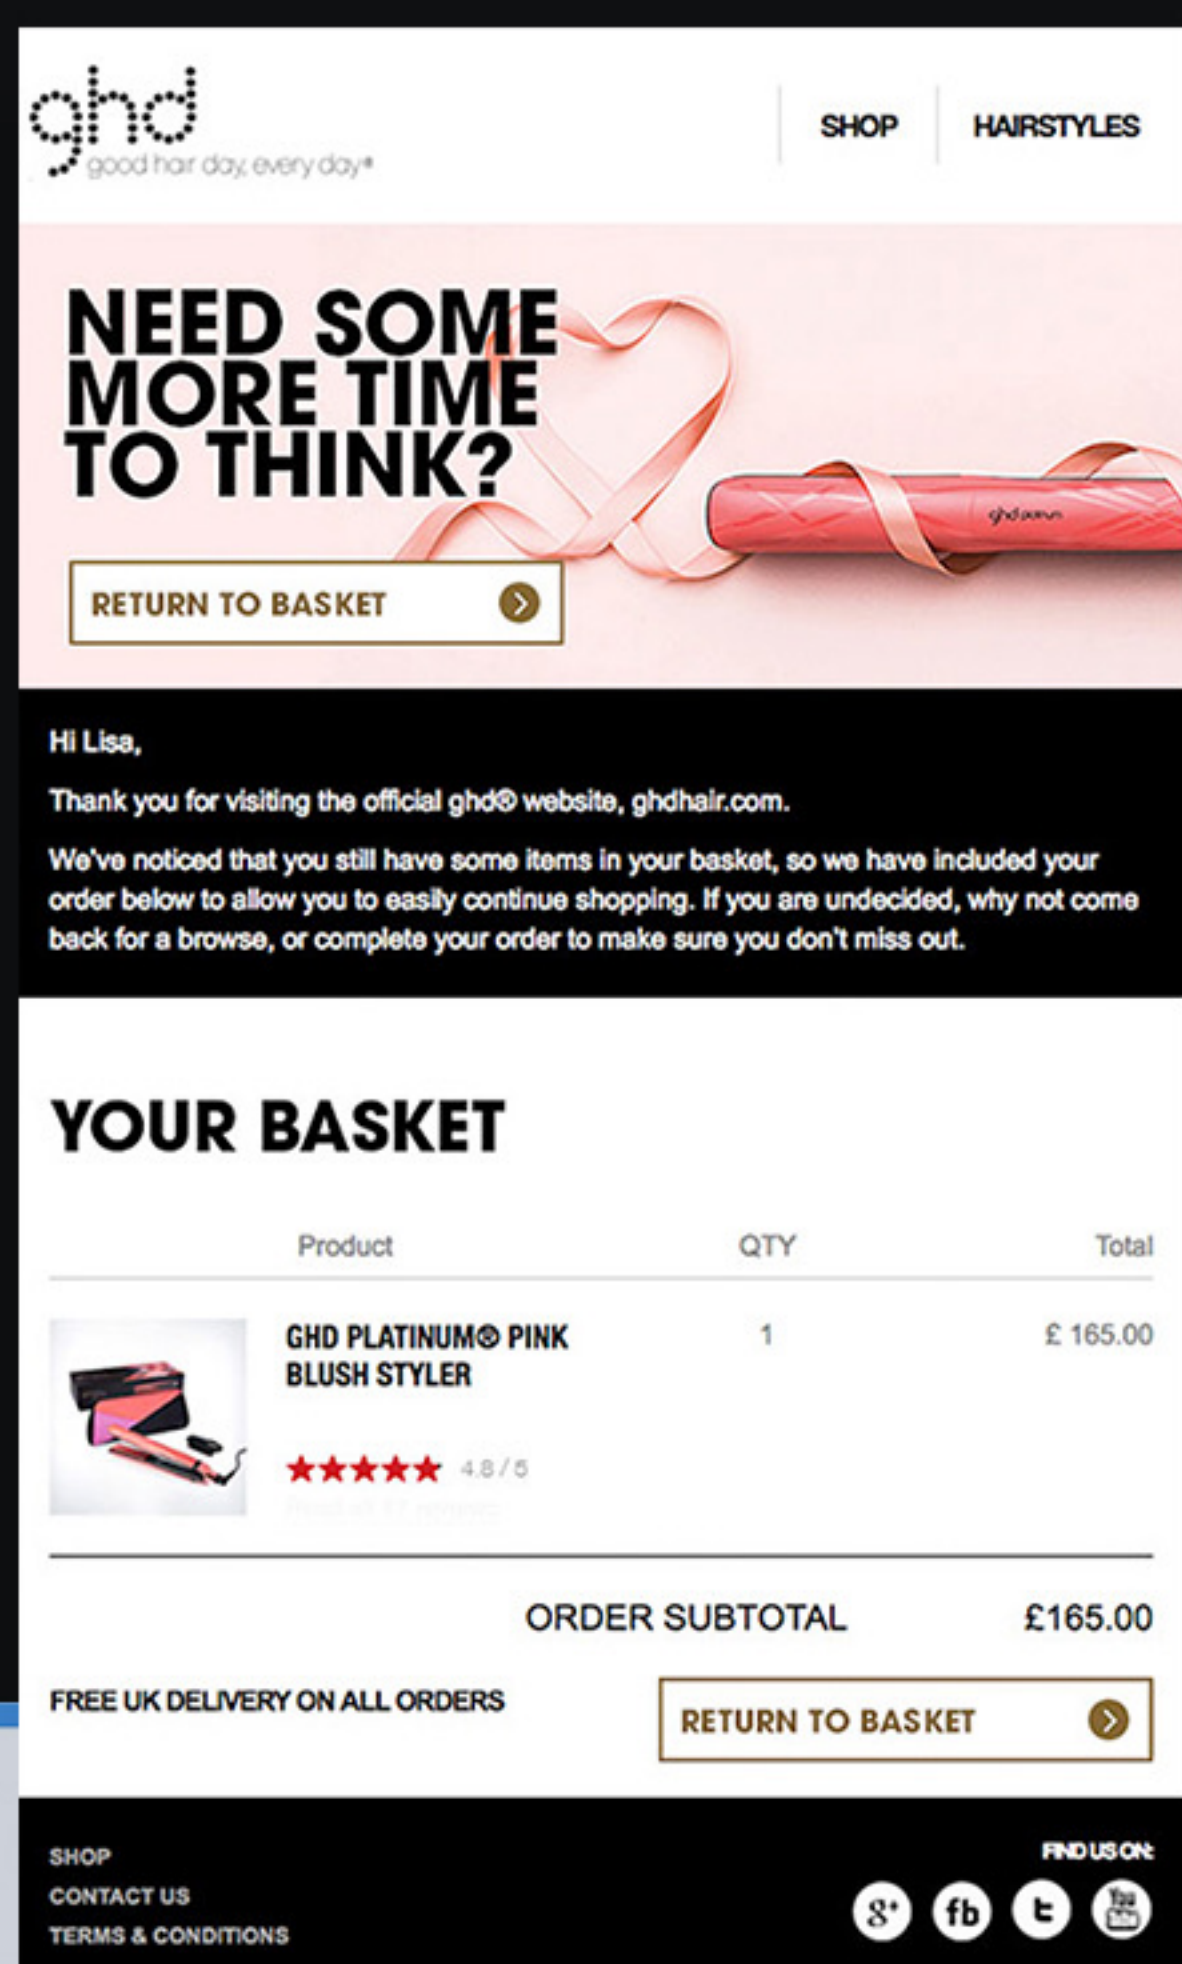 ghd
good hair day, every day®
SHOP
HAIRSTYLES
NEED SOME
MORE TIME
TO THINK?
ghd platinum
RETURN TO BASKET
Hi Lisa,
Thank you for visiting the official ghd® website, ghdhair.com.
We've noticed that you still have some items in your basket, so we have included your
order below to allow you to easily continue shopping. If you are undecided, why not come
back for a browse, or complete your order to make sure you don't miss out.
YOUR BASKET
Product QTY Total
GHD PLATINUM® PINK 1 £ 165.00
BLUSH STYLER
4.8 / 5
ORDER SUBTOTAL £165.00
FREE UK DELIVERY ON ALL ORDERS
RETURN TO BASKET
SHOP
CONTACT US
TERMS & CONDITIONS
FIND US ON:
g+ fb t You Tube